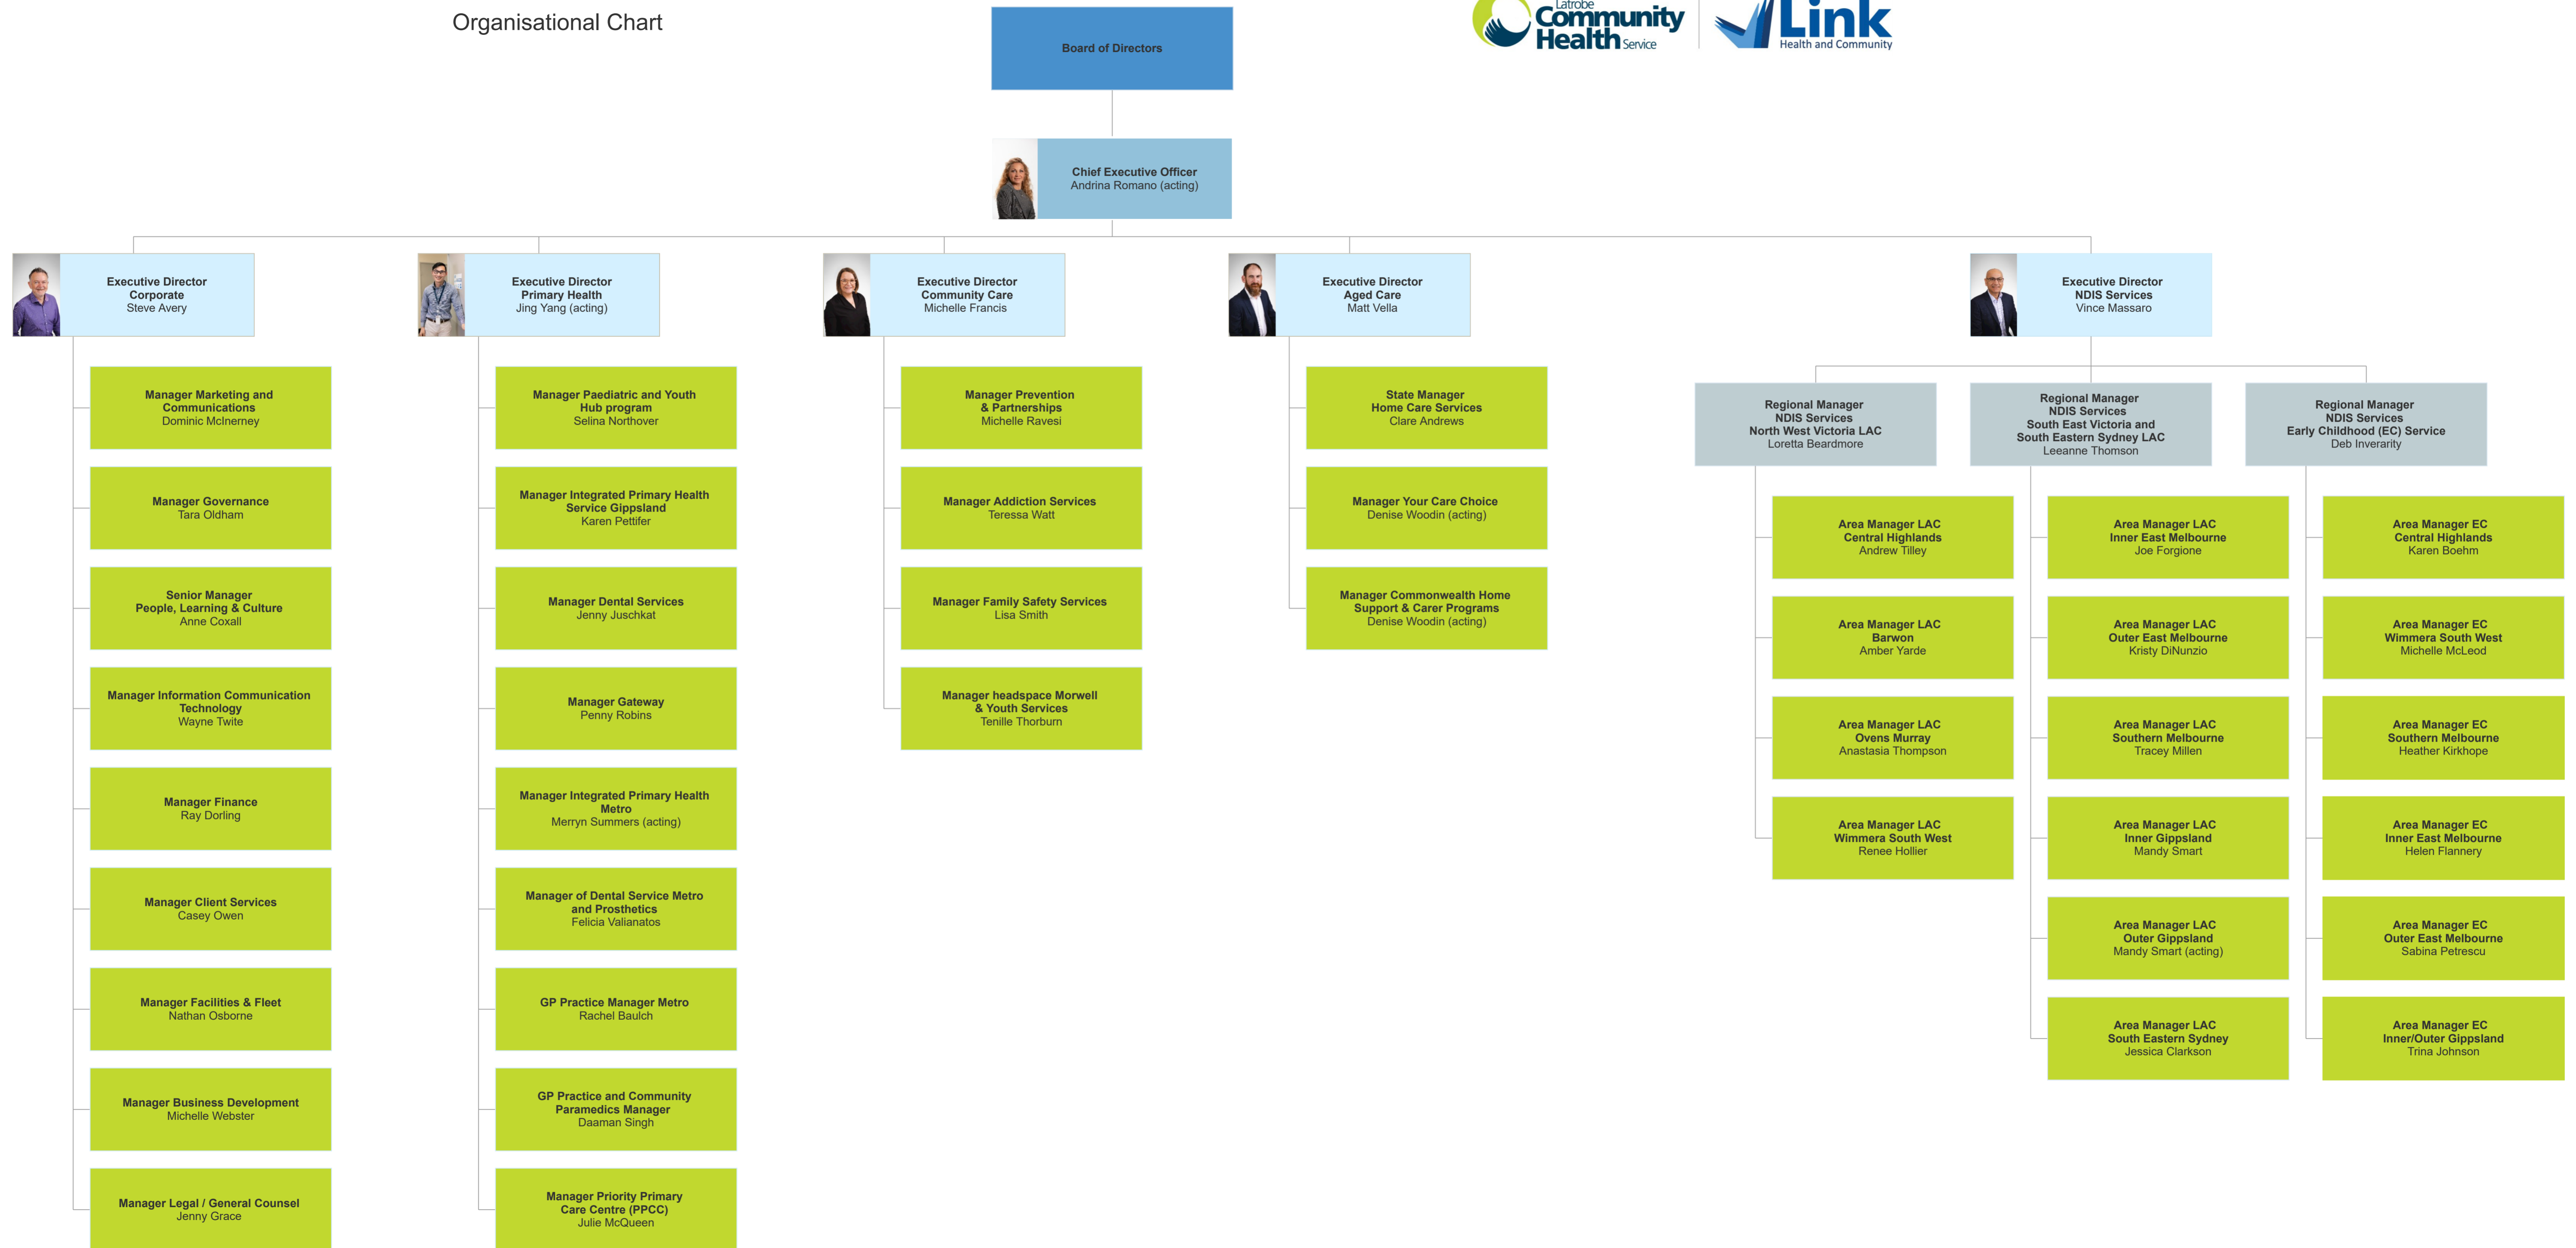 Organisational Chart
Latrobe
Community
Health Service
Link
Health and Community
Board of Directors
Chief Executive Officer
Andrina Romano (acting)
Executive Director
Corporate
Steve Avery
Manager Marketing and
Communications
Dominic McInerney
Manager Governance
Tara Oldham
Senior Manager
People, Learning & Culture
Anne Coxall
Manager Information Communication
Technology
Wayne Twite
Manager Finance
Ray Dorling
Manager Client Services
Casey Owen
Manager Facilities & Fleet
Nathan Osborne
Manager Business Development
Michelle Webster
Manager Legal / General Counsel
Jenny Grace
Executive Director
Primary Health
Jing Yang (acting)
Manager Paediatric and Youth
Hub program
Selina Northover
Manager Integrated Primary Health
Service Gippsland
Karen Pettifer
Manager Dental Services
Jenny Juschkat
Manager Gateway
Penny Robins
Manager Integrated Primary Health
Metro
Merryn Summers (acting)
Manager of Dental Service Metro
and Prosthetics
Felicia Valianatos
GP Practice Manager Metro
Rachel Baulch
GP Practice and Community
Paramedics Manager
Daaman Singh
Manager Priority Primary
Care Centre (PPCC)
Julie McQueen
Executive Director
Community Care
Michelle Francis
Manager Prevention
& Partnerships
Michelle Ravesi
Manager Addiction Services
Teressa Watt
Manager Family Safety Services
Lisa Smith
Manager headspace Morwell
& Youth Services
Tenille Thorburn
Executive Director
Aged Care
Matt Vella
State Manager
Home Care Services
Clare Andrews
Manager Your Care Choice
Denise Woodin (acting)
Manager Commonwealth Home
Support & Carer Programs
Denise Woodin (acting)
Executive Director
NDIS Services
Vince Massaro
Regional Manager
NDIS Services
North West Victoria LAC
Loretta Beardmore
Area Manager LAC
Central Highlands
Andrew Tilley
Area Manager LAC
Barwon
Amber Yarde
Area Manager LAC
Ovens Murray
Anastasia Thompson
Area Manager LAC
Wimmera South West
Renee Hollier
Regional Manager
NDIS Services
South East Victoria and
South Eastern Sydney LAC
Leeanne Thomson
Area Manager LAC
Inner East Melbourne
Joe Forgione
Area Manager LAC
Outer East Melbourne
Kristy DiNunzio
Area Manager LAC
Southern Melbourne
Tracey Millen
Area Manager LAC
Inner Gippsland
Mandy Smart
Area Manager LAC
Outer Gippsland
Mandy Smart (acting)
Area Manager LAC
South Eastern Sydney
Jessica Clarkson
Regional Manager
NDIS Services
Early Childhood (EC) Service
Deb Inverarity
Area Manager EC
Central Highlands
Karen Boehm
Area Manager EC
Wimmera South West
Michelle McLeod
Area Manager EC
Southern Melbourne
Heather Kirkhope
Area Manager EC
Inner East Melbourne
Helen Flannery
Area Manager EC
Outer East Melbourne
Sabina Petrescu
Area Manager EC
Inner/Outer Gippsland
Trina Johnson